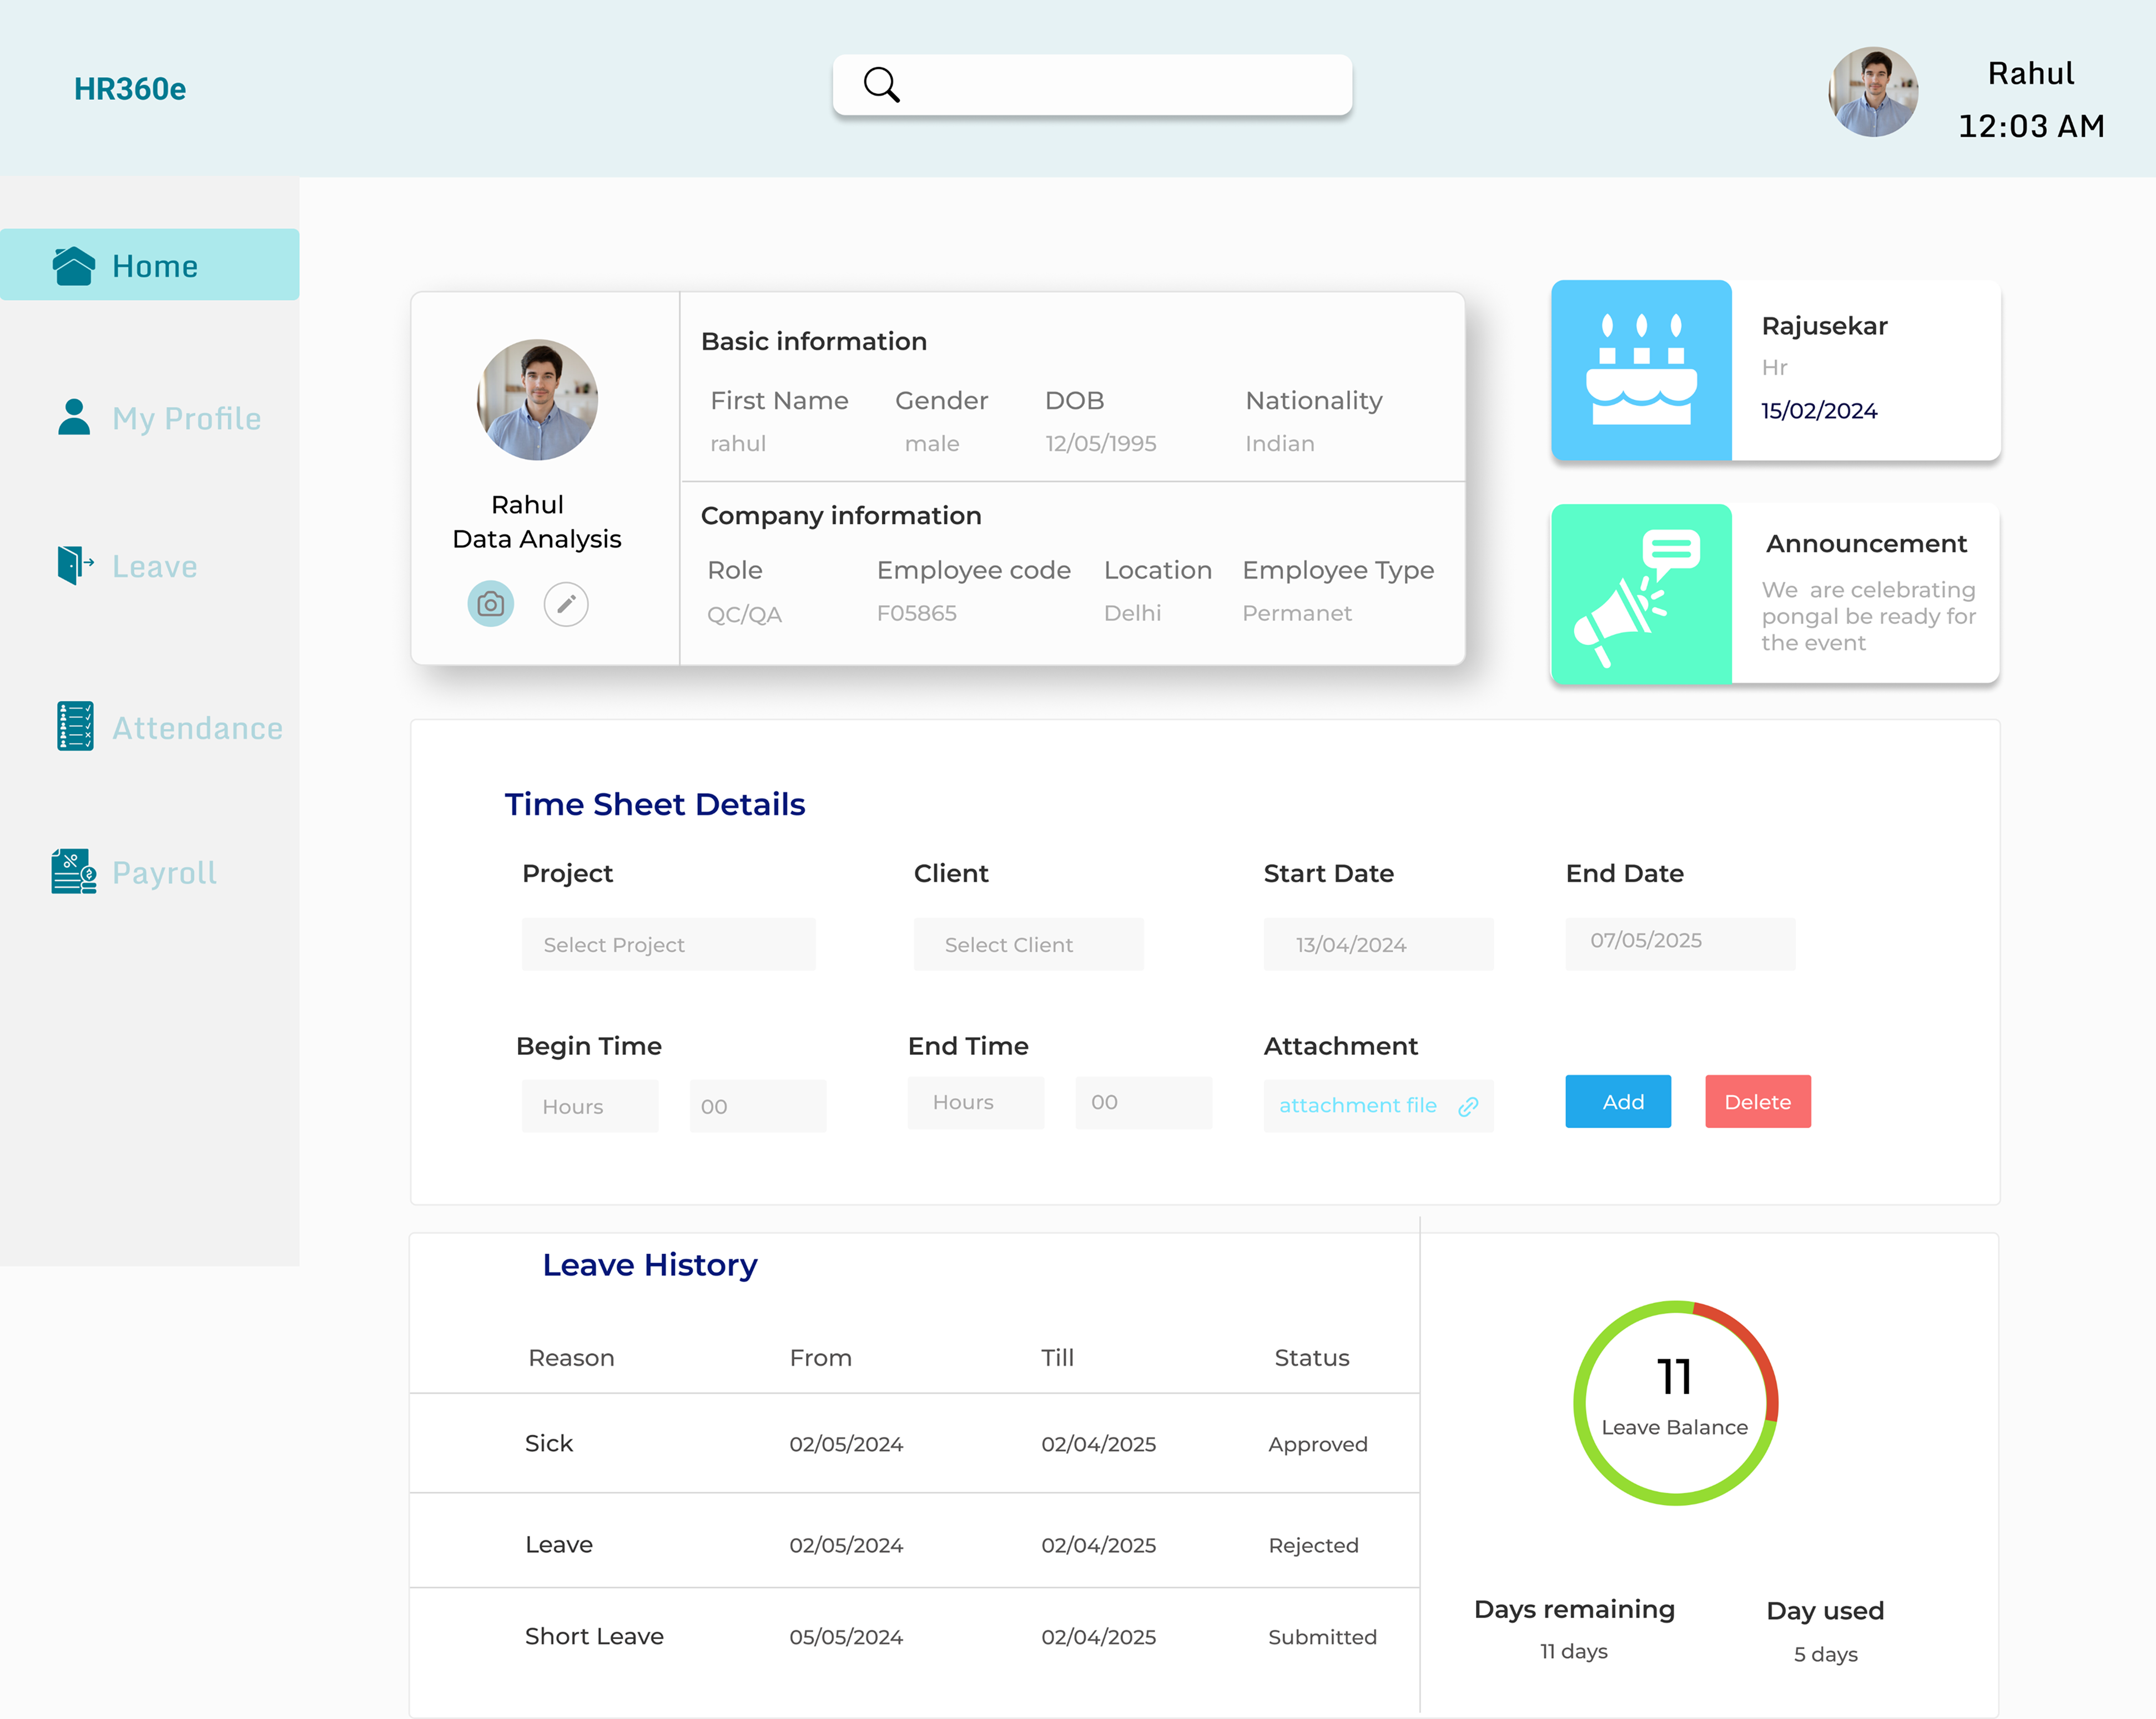 HR360e
Rahul
12:03 AM
Home
My Profile
Leave
Attendance
Payroll
Rahul
Data Analysis
Basic information
First Name Gender DOB Nationality
rahul male 12/05/1995 Indian
Company information
Role Employee code Location Employee Type
QC/QA F05865 Delhi Permanet
Rajusekar
Hr
15/02/2024
Announcement
We are celebrating
pongal be ready for
the event
Time Sheet Details
Project Client Start Date End Date
Select Project Select Client 13/04/2024 07/05/2025
Begin Time End Time Attachment
Hours 00 Hours 00 attachment file Add Delete
Leave History
Reason From Till Status
Sick 02/05/2024 02/04/2025 Approved
Leave 02/05/2024 02/04/2025 Rejected
Short Leave 05/05/2024 02/04/2025 Submitted
11
Leave Balance
Days remaining Day used
11 days 5 days